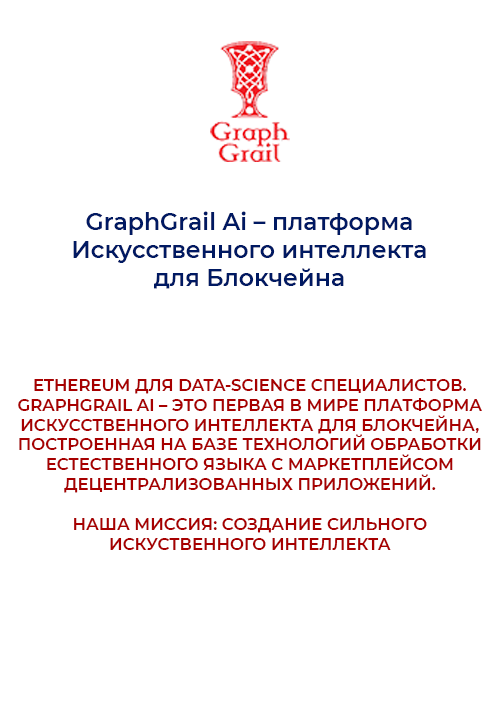 Graph
Grail
GraphGrail Ai – платформа
Искусственного интеллекта
для Блокчейна
ETHEREUM ДЛЯ DATA-SCIENCE СПЕЦИАЛИСТОВ.
GRAPHGRAIL AI – ЭТО ПЕРВАЯ В МИРЕ ПЛАТФОРМА
ИСКУССТВЕННОГО ИНТЕЛЛЕКТА ДЛЯ БЛОКЧЕЙНА,
ПОСТРОЕННАЯ НА БАЗЕ ТЕХНОЛОГИЙ ОБРАБОТКИ
ЕСТЕСТВЕННОГО ЯЗЫКА С МАРКЕТПЛЕЙСОМ
ДЕЦЕНТРАЛИЗОВАННЫХ ПРИЛОЖЕНИЙ.
НАША МИССИЯ: СОЗДАНИЕ СИЛЬНОГО
ИСКУСТВЕННОГО ИНТЕЛЛЕКТА